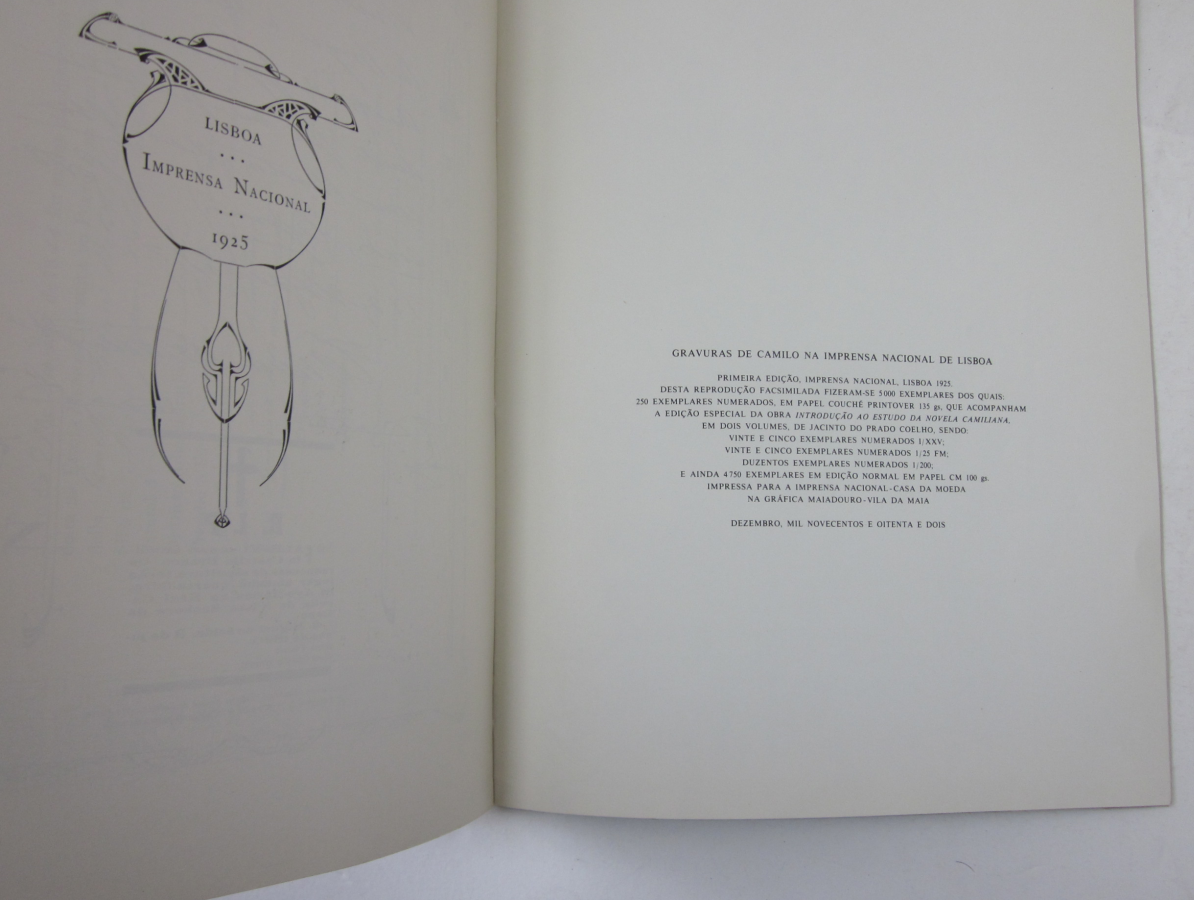 LISBOA
...
IMPRENSA NACIONAL
...
1925
GRAVURAS DE CAMILO NA IMPRENSA NACIONAL DE LISBOA
PRIMEIRA EDIÇÃO, IMPRENSA NACIONAL, LISBOA 1925.
DESTA REPRODUÇÃO FACSIMILADA FIZERAM-SE 5000 EXEMPLARES DOS QUAIS:
250 EXEMPLARES NUMERADOS, EM PAPEL COUCHÉ PRINTOVER 135 gs, QUE ACOMPANHAM
A EDIÇÃO ESPECIAL DA OBRA INTRODUÇÃO AO ESTUDO DA NOVELA CAMILIANA,
EM DOIS VOLUMES, DE JACINTO DO PRADO COELHO, SENDO:
VINTE E CINCO EXEMPLARES NUMERADOS I/XXV;
VINTE E CINCO EXEMPLARES NUMERADOS 1/25 FM;
DUZENTOS EXEMPLARES NUMERADOS 1/200;
E AINDA 4750 EXEMPLARES EM EDIÇÃO NORMAL EM PAPEL CM 100 gs.
IMPRESSA PARA A IMPRENSA NACIONAL-CASA DA MOEDA
NA GRÁFICA MAIADOURO-VILA DA MAIA
DEZEMBRO, MIL NOVECENTOS E OITENTA E DOIS